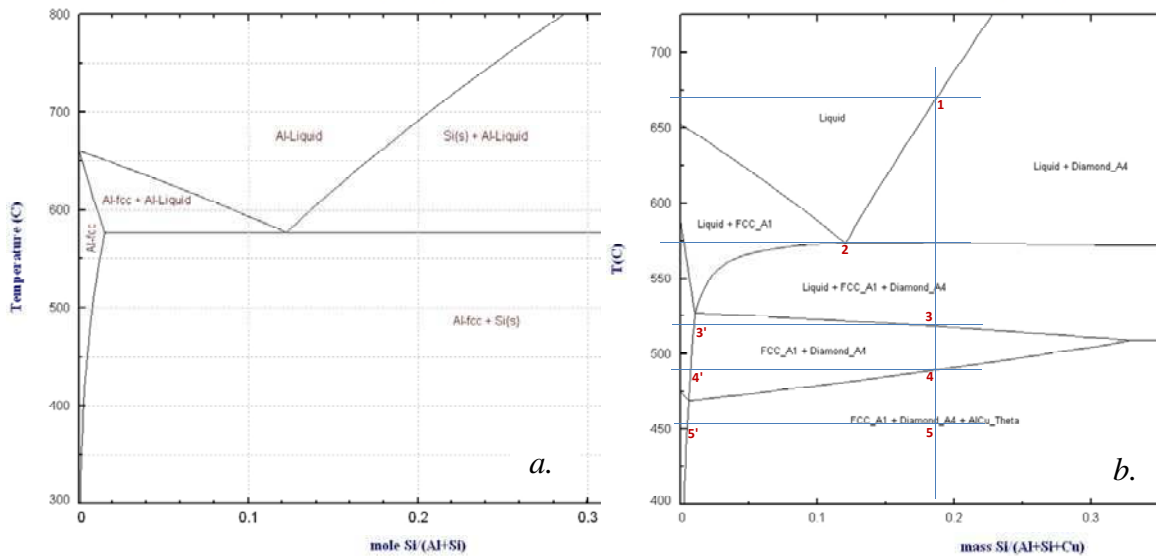 800
700
600
500
400
300
Temperature (C)
Al-Liquid
Si(s) + Al-Liquid
Al-fcc + Al-Liquid
Al-fcc
Al-fcc + Si(s)
a.
0
0.1
0.2
0.3
mole Si/(Al+Si)
700
650
600
550
500
450
400
T(C)
1
Liquid
Liquid + Diamond_A4
Liquid + FCC_A1
2
Liquid + FCC_A1 + Diamond_A4
3
3'
FCC_A1 + Diamond_A4
4'
4
FCC_A1 + Diamond_A4 + AlCu_Theta
5'
5
b.
0
0.1
0.2
0.3
mass Si/(Al+Si+Cu)